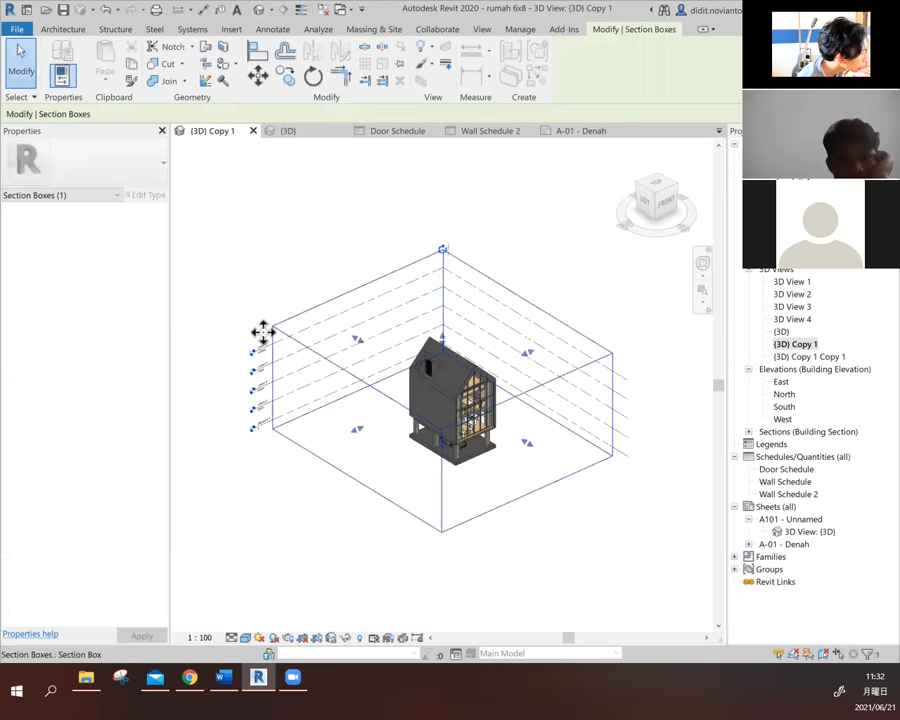 Autodesk Revit 2020 - rumah 6x8 - 3D View: {3D} Copy 1
didit.novianto
File
Architecture
Structure
Steel
Systems
Insert
Annotate
Analyze
Massing & Site
Collaborate
View
Manage
Add-Ins
Modify | Section Boxes
Modify
Paste
Notch
Cut
Join
Select
Properties
Clipboard
Geometry
Modify
View
Measure
Create
Modify | Section Boxes
Properties
{3D} Copy 1
{3D}
Door Schedule
Wall Schedule 2
A-01 - Denah
Section Boxes (1)
Edit Type
TOP
FRONT
3D Views
3D View 1
3D View 2
3D View 3
3D View 4
{3D}
{3D} Copy 1
{3D} Copy 1 Copy 1
Elevations (Building Elevation)
East
North
South
West
Sections (Building Section)
Legends
Schedules/Quantities (all)
Door Schedule
Wall Schedule
Wall Schedule 2
Sheets (all)
A101 - Unnamed
3D View: {3D}
A-01 - Denah
Families
Groups
Revit Links
Properties help
Apply
1 : 100
Section Boxes : Section Box
:0
Main Model
11:32
月曜日
2021/06/21